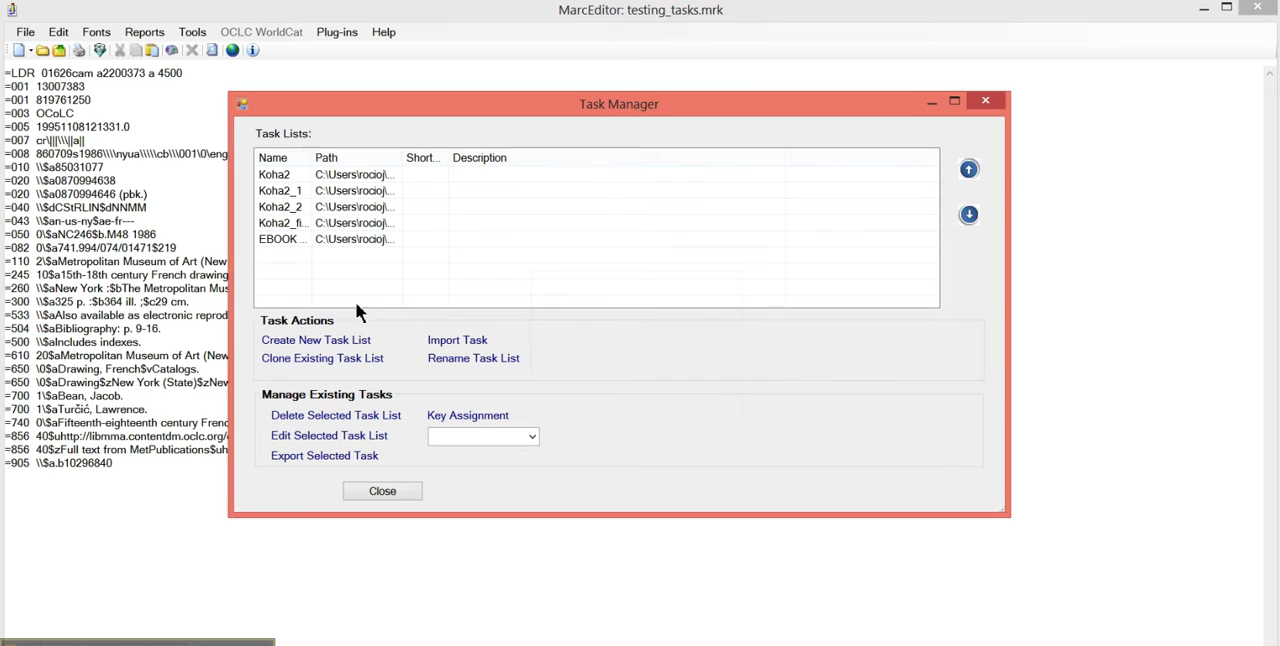 MarcEditor: testing_tasks.mrk
File Edit Fonts Reports Tools OCLC WorldCat Plug-ins Help
=LDR 01626cam a2200373 a 4500
=001 13007383
=001 819761250
=003 OCoLC
=005 19951108121331.0
=007 cr\|||\\\||a||
=008 860709s1986\\\\nyua\\\\\cb\\\001\0\eng
=010 \\$a85031077
=020 \\$a0870994638
=020 \\$a0870994646 (pbk.)
=040 \\$dCStRLIN$dNNMM
=043 \\$an-us-ny$ae-fr---
=050 0\$aNC246$b.M48 1986
=082 0\$a741.994/074/01471$219
=110 2\$aMetropolitan Museum of Art (New
=245 10$a15th-18th century French drawing
=260 \\$aNew York :$bThe Metropolitan Mus
=300 \\$a325 p. :$b364 ill. ;$c29 cm.
=533 \\$aAlso available as electronic reprod
=504 \\$aBibliography: p. 9-16.
=500 \\$aIncludes indexes.
=610 20$aMetropolitan Museum of Art (New
=650 \0$aDrawing, French$vCatalogs.
=650 \0$aDrawing$zNew York (State)$zNew
=700 1\$aBean, Jacob.
=700 1\$aTurčić, Lawrence.
=740 0\$aFifteenth-eighteenth century Frenc
=856 40$uhttp://libmma.contentdm.oclc.org/
=856 40$zFull text from MetPublications$uh
=905 \\$a.b10296840
Task Manager
Task Lists:
Name Path Short... Description
Koha2 C:\Users\rocioj\...
Koha2_1 C:\Users\rocioj\...
Koha2_2 C:\Users\rocioj\...
Koha2_fi... C:\Users\rocioj\...
EBOOK ... C:\Users\rocioj\...
Task Actions
Create New Task List Import Task
Clone Existing Task List Rename Task List
Manage Existing Tasks
Delete Selected Task List Key Assignment
Edit Selected Task List
Export Selected Task
Close